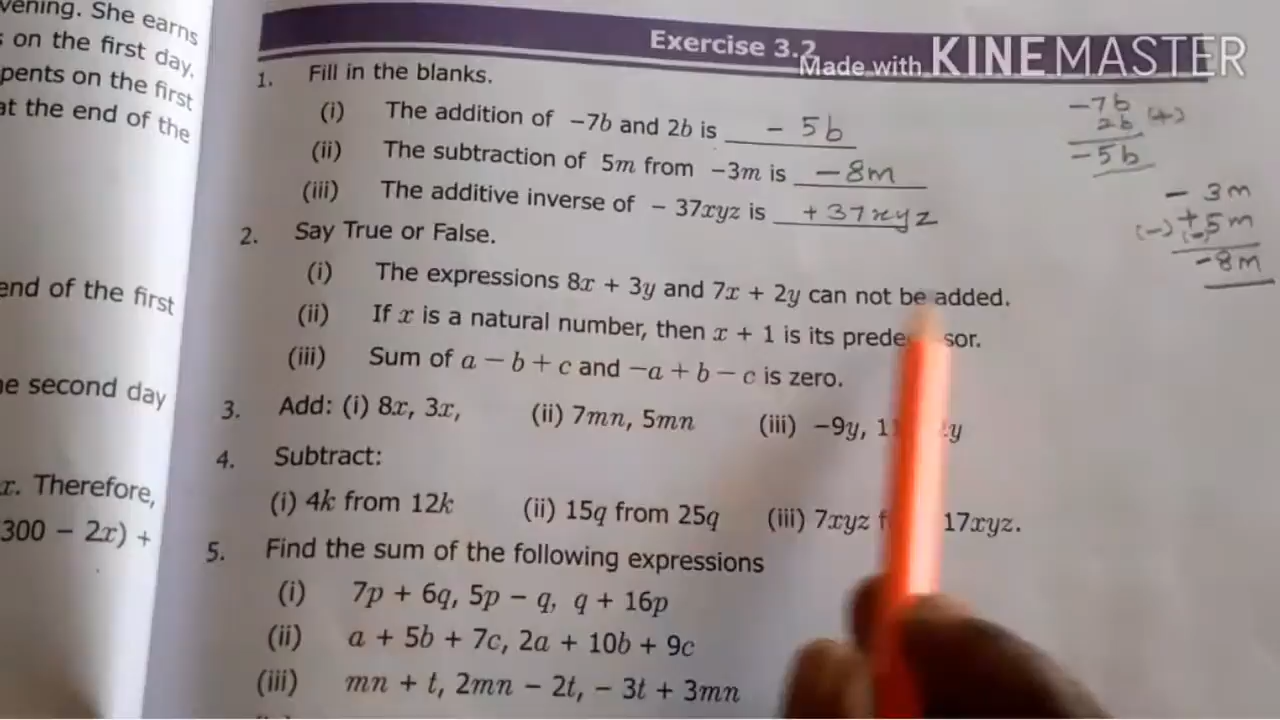 vening. She earns
s on the first day,
pents on the first
at the end of the
end of the first
he second day
x. Therefore,
300 − 2x) +
Exercise 3.2
Made with KINEMASTER
1. Fill in the blanks.
(i) The addition of −7b and 2b is − 5b
(ii) The subtraction of 5m from −3m is −8m
(iii) The additive inverse of − 37xyz is +37xyz
2. Say True or False.
(i) The expressions 8x + 3y and 7x + 2y can not be added.
(ii) If x is a natural number, then x + 1 is its prede sor.
(iii) Sum of a − b + c and −a + b − c is zero.
3. Add: (i) 8x, 3x, (ii) 7mn, 5mn (iii) −9y, y
4. Subtract:
(i) 4k from 12k (ii) 15q from 25q (iii) 7xyz f 17xyz.
5. Find the sum of the following expressions
(i) 7p + 6q, 5p − q, q + 16p
(ii) a + 5b + 7c, 2a + 10b + 9c
(iii) mn + t, 2mn − 2t, − 3t + 3mn
−7b
2b (+)
−5b
− 3m
(−) + 5m
(−)
−8m